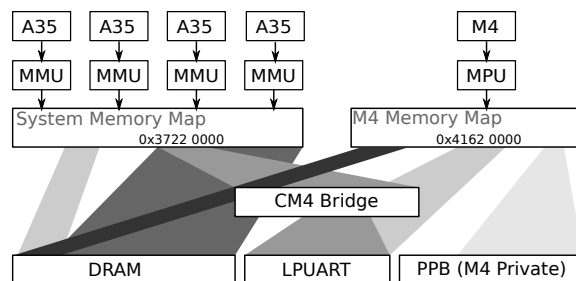 A35 A35 A35 A35 M4
MMU MMU MMU MMU MPU
System Memory Map M4 Memory Map
0x3722 0000 0x4162 0000
CM4 Bridge
DRAM LPUART PPB (M4 Private)